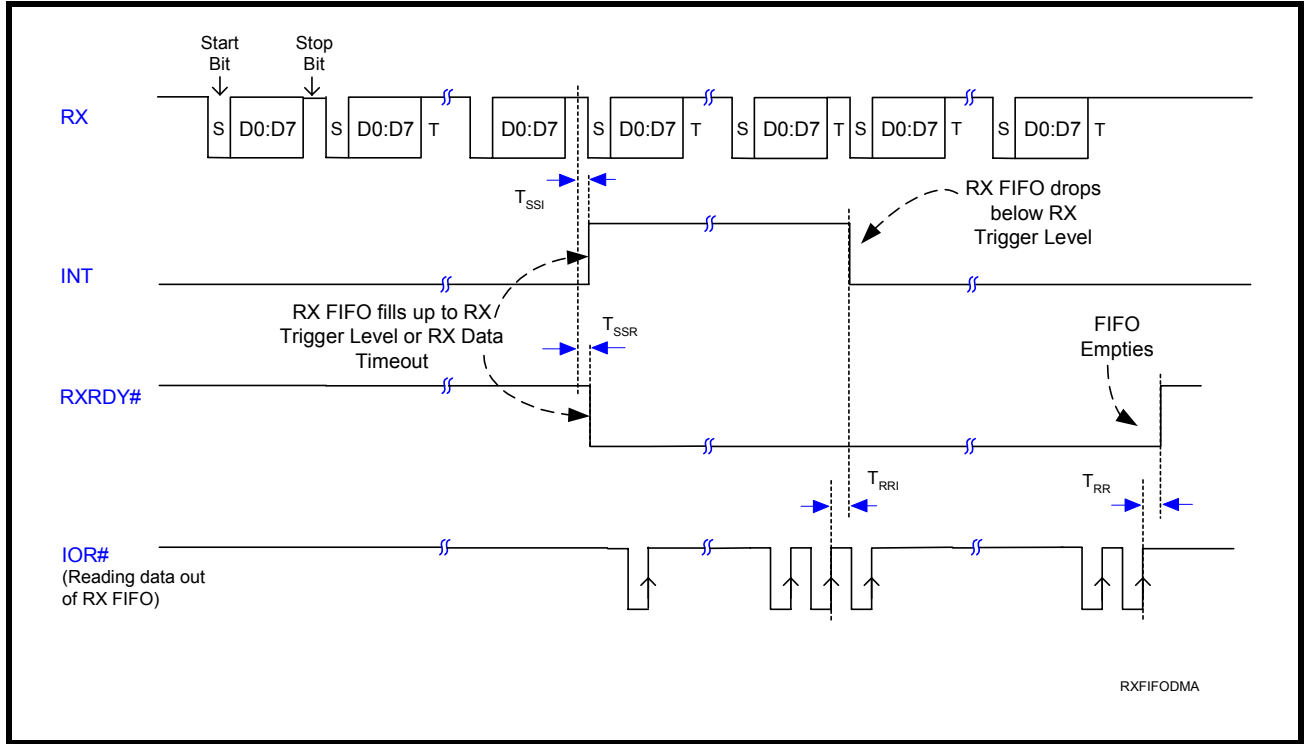 Start
Bit
Stop
Bit
RX
S D0:D7 S D0:D7 T D0:D7 S D0:D7 T S D0:D7 T S D0:D7 T S D0:D7 T
TSSI
RX FIFO drops
below RX
Trigger Level
INT
RX FIFO fills up to RX
Trigger Level or RX Data
Timeout
TSSR
FIFO
Empties
RXRDY#
TRRI
TRR
IOR#
(Reading data out
of RX FIFO)
RXFIFODMA